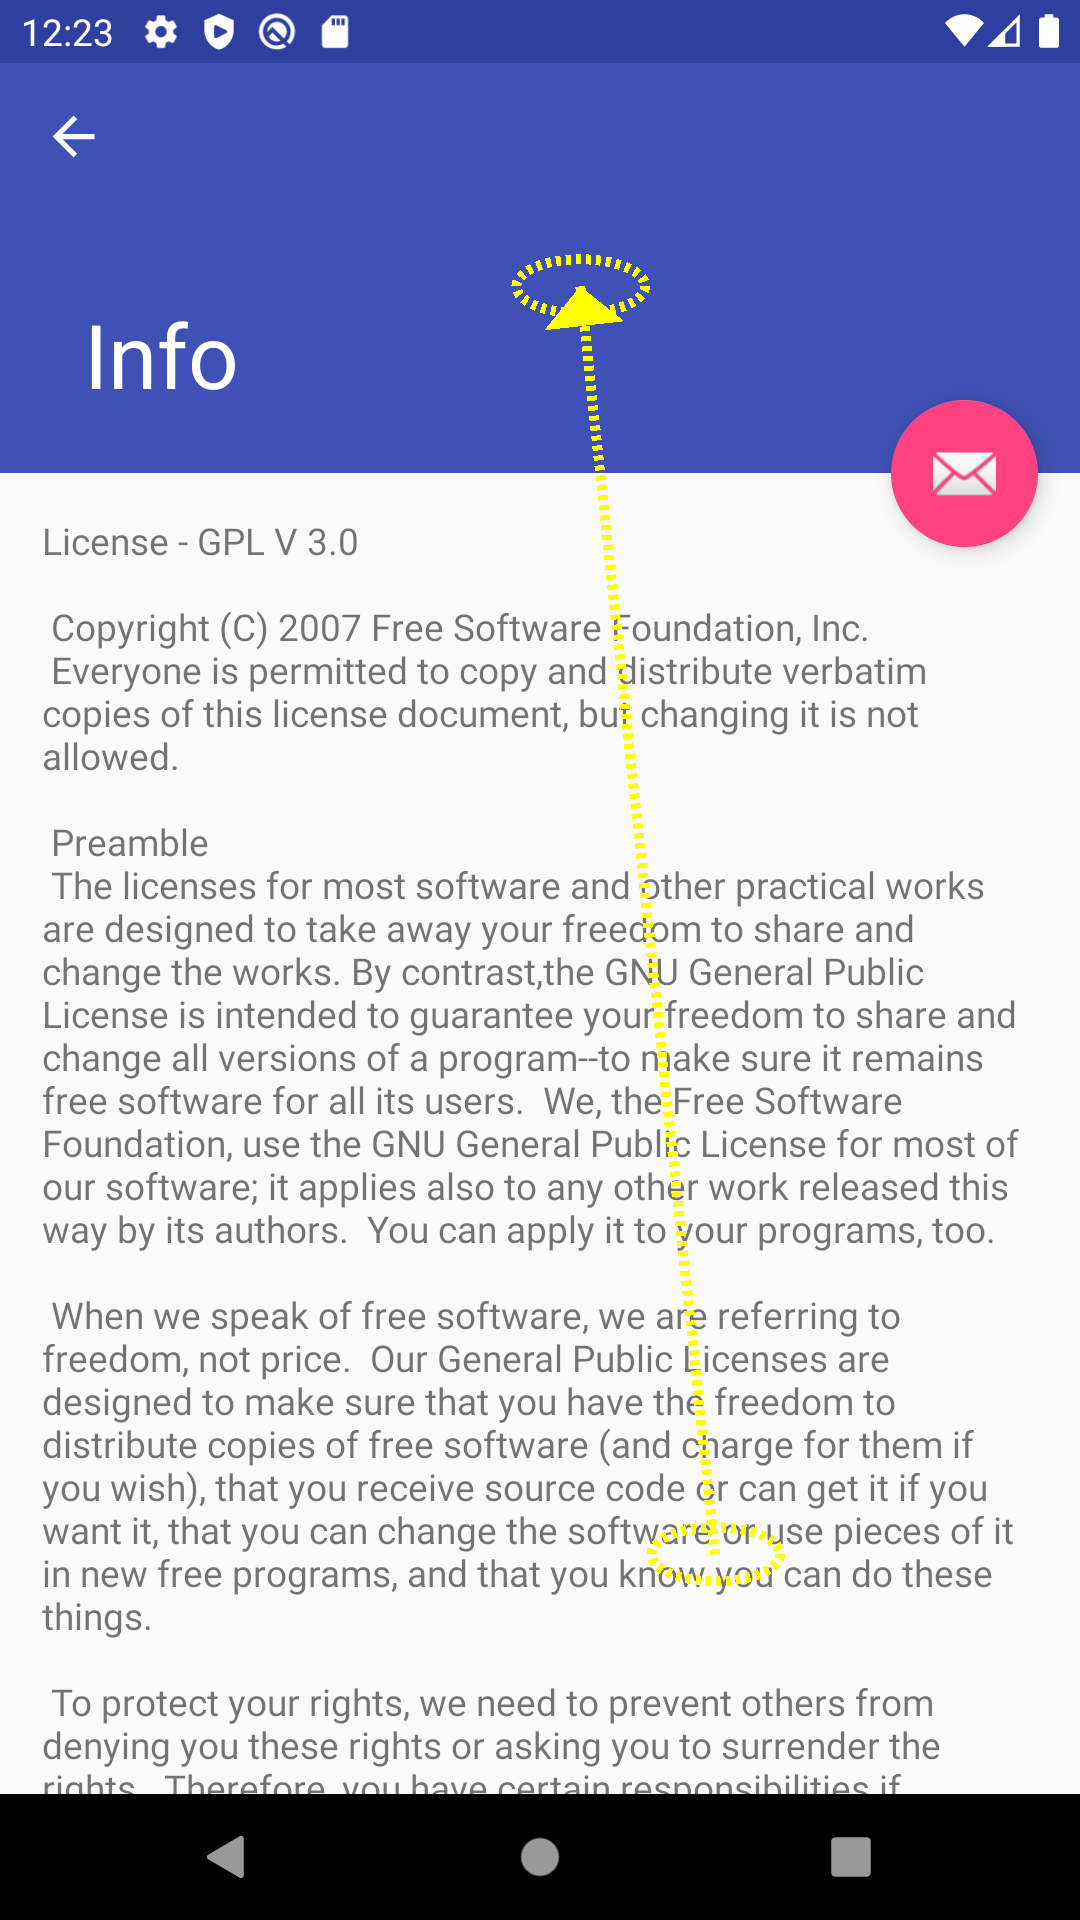 12:23
Info
License - GPL V 3.0
Copyright (C) 2007 Free Software Foundation, Inc.
Everyone is permitted to copy and distribute verbatim
copies of this license document, but changing it is not
allowed.
Preamble
The licenses for most software and other practical works
are designed to take away your freedom to share and
change the works. By contrast,the GNU General Public
License is intended to guarantee your freedom to share and
change all versions of a program--to make sure it remains
free software for all its users.  We, the Free Software
Foundation, use the GNU General Public License for most of
our software; it applies also to any other work released this
way by its authors.  You can apply it to your programs, too.
When we speak of free software, we are referring to
freedom, not price.  Our General Public Licenses are
designed to make sure that you have the freedom to
distribute copies of free software (and charge for them if
you wish), that you receive source code or can get it if you
want it, that you can change the software or use pieces of it
in new free programs, and that you know you can do these
things.
To protect your rights, we need to prevent others from
denying you these rights or asking you to surrender the
rights.  Therefore, you have certain responsibilities if